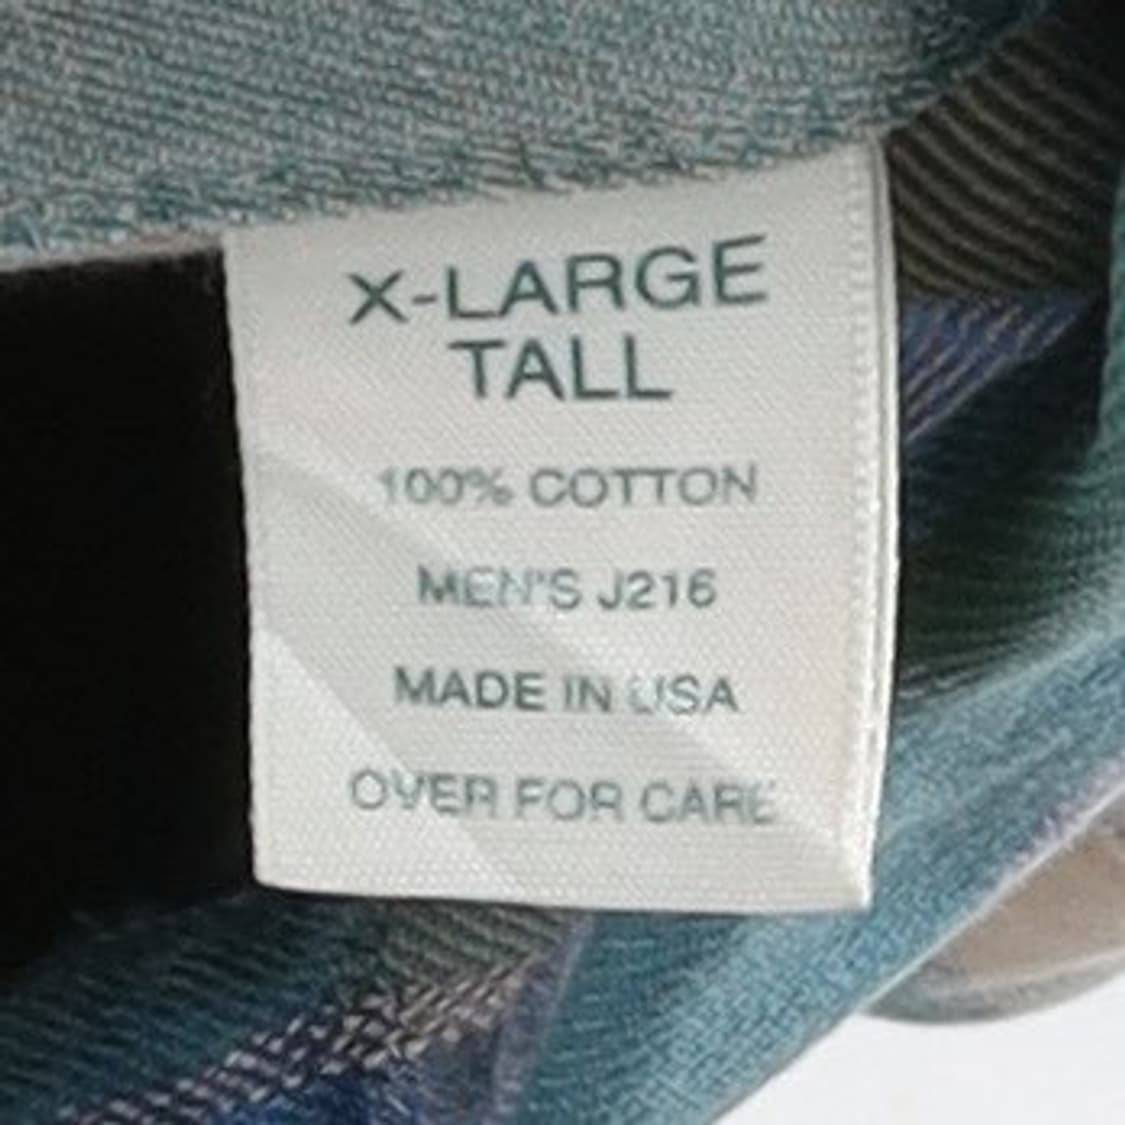 X-LARGE
TALL
100% COTTON
MEN'S J216
MADE IN USA
OVER FOR CARE